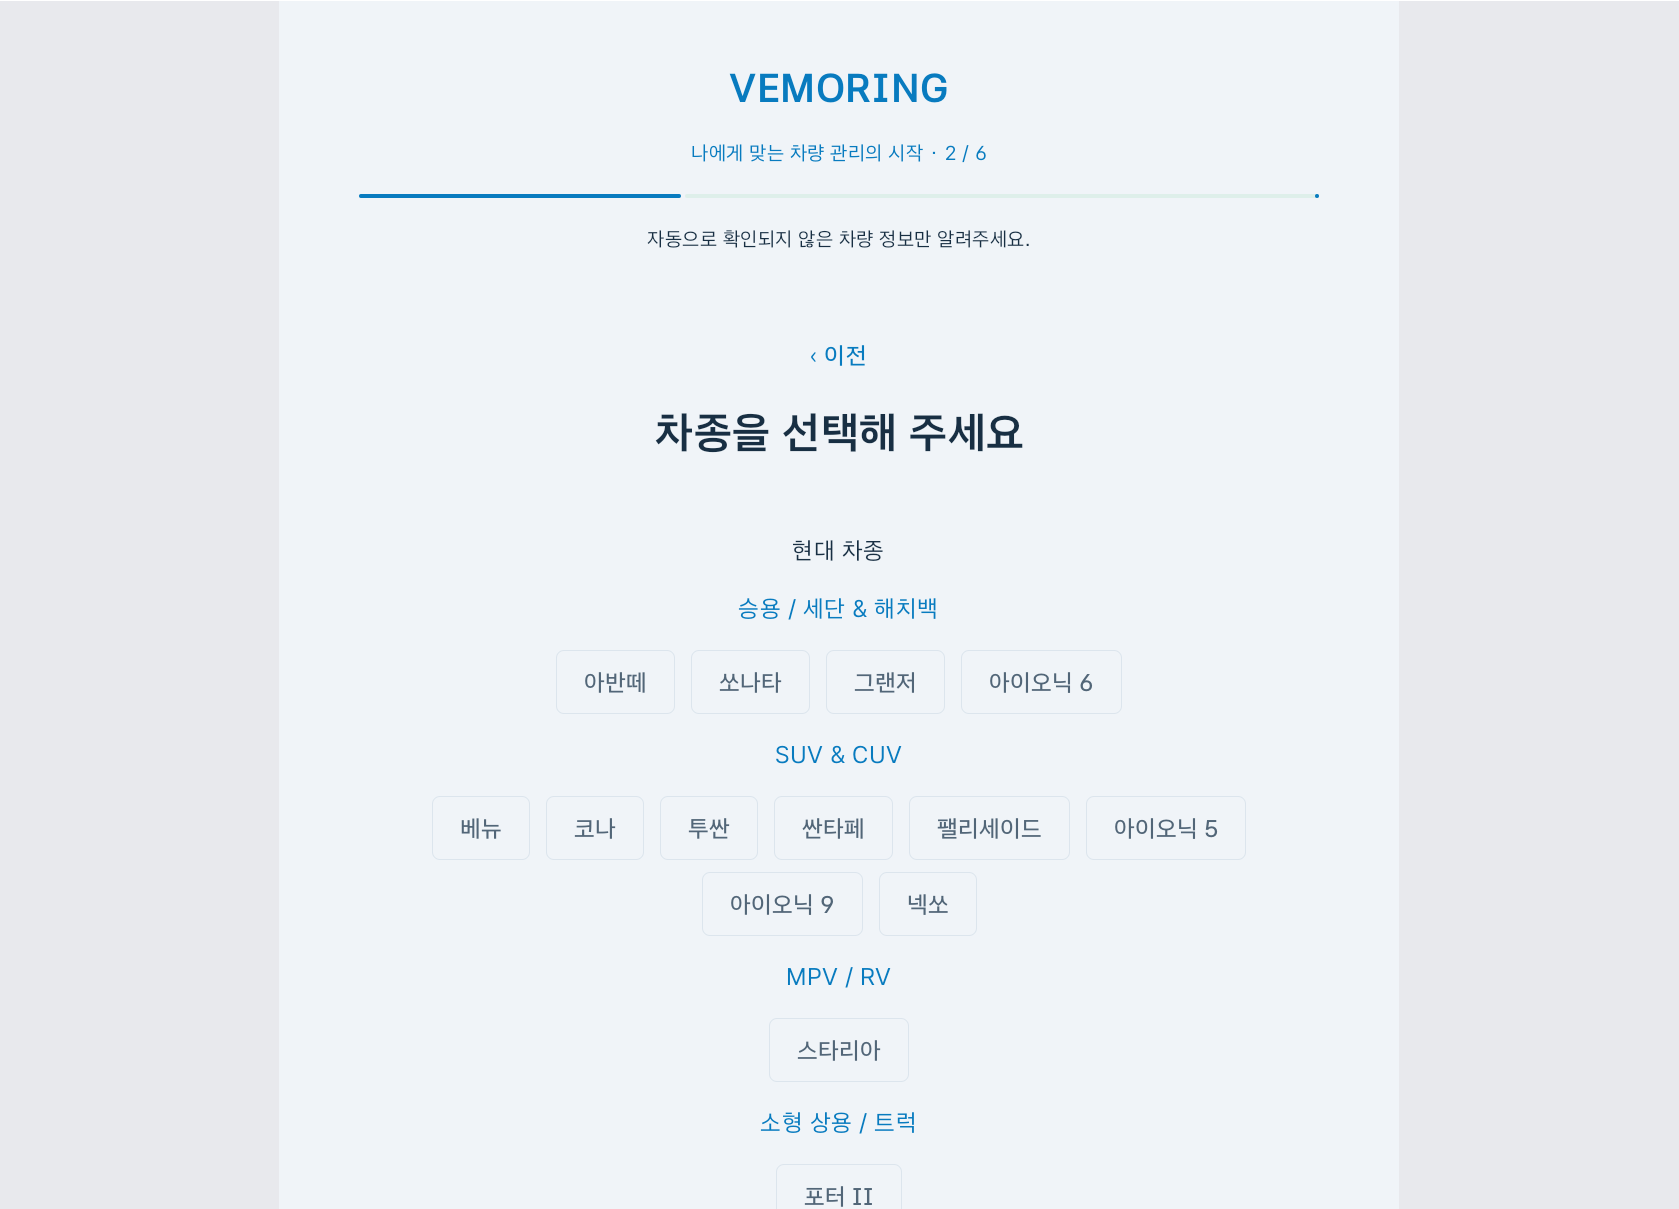 VEMORING
나에게 맞는 차량 관리의 시작 · 2 / 6
자동으로 확인되지 않은 차량 정보만 알려주세요.
‹ 이전
차종을 선택해 주세요
현대 차종
승용 / 세단 & 해치백
아반떼 쏘나타 그랜저 아이오닉 6
SUV & CUV
베뉴 코나 투싼 싼타페 팰리세이드 아이오닉 5
아이오닉 9 넥쏘
MPV / RV
스타리아
소형 상용 / 트럭
포터 II